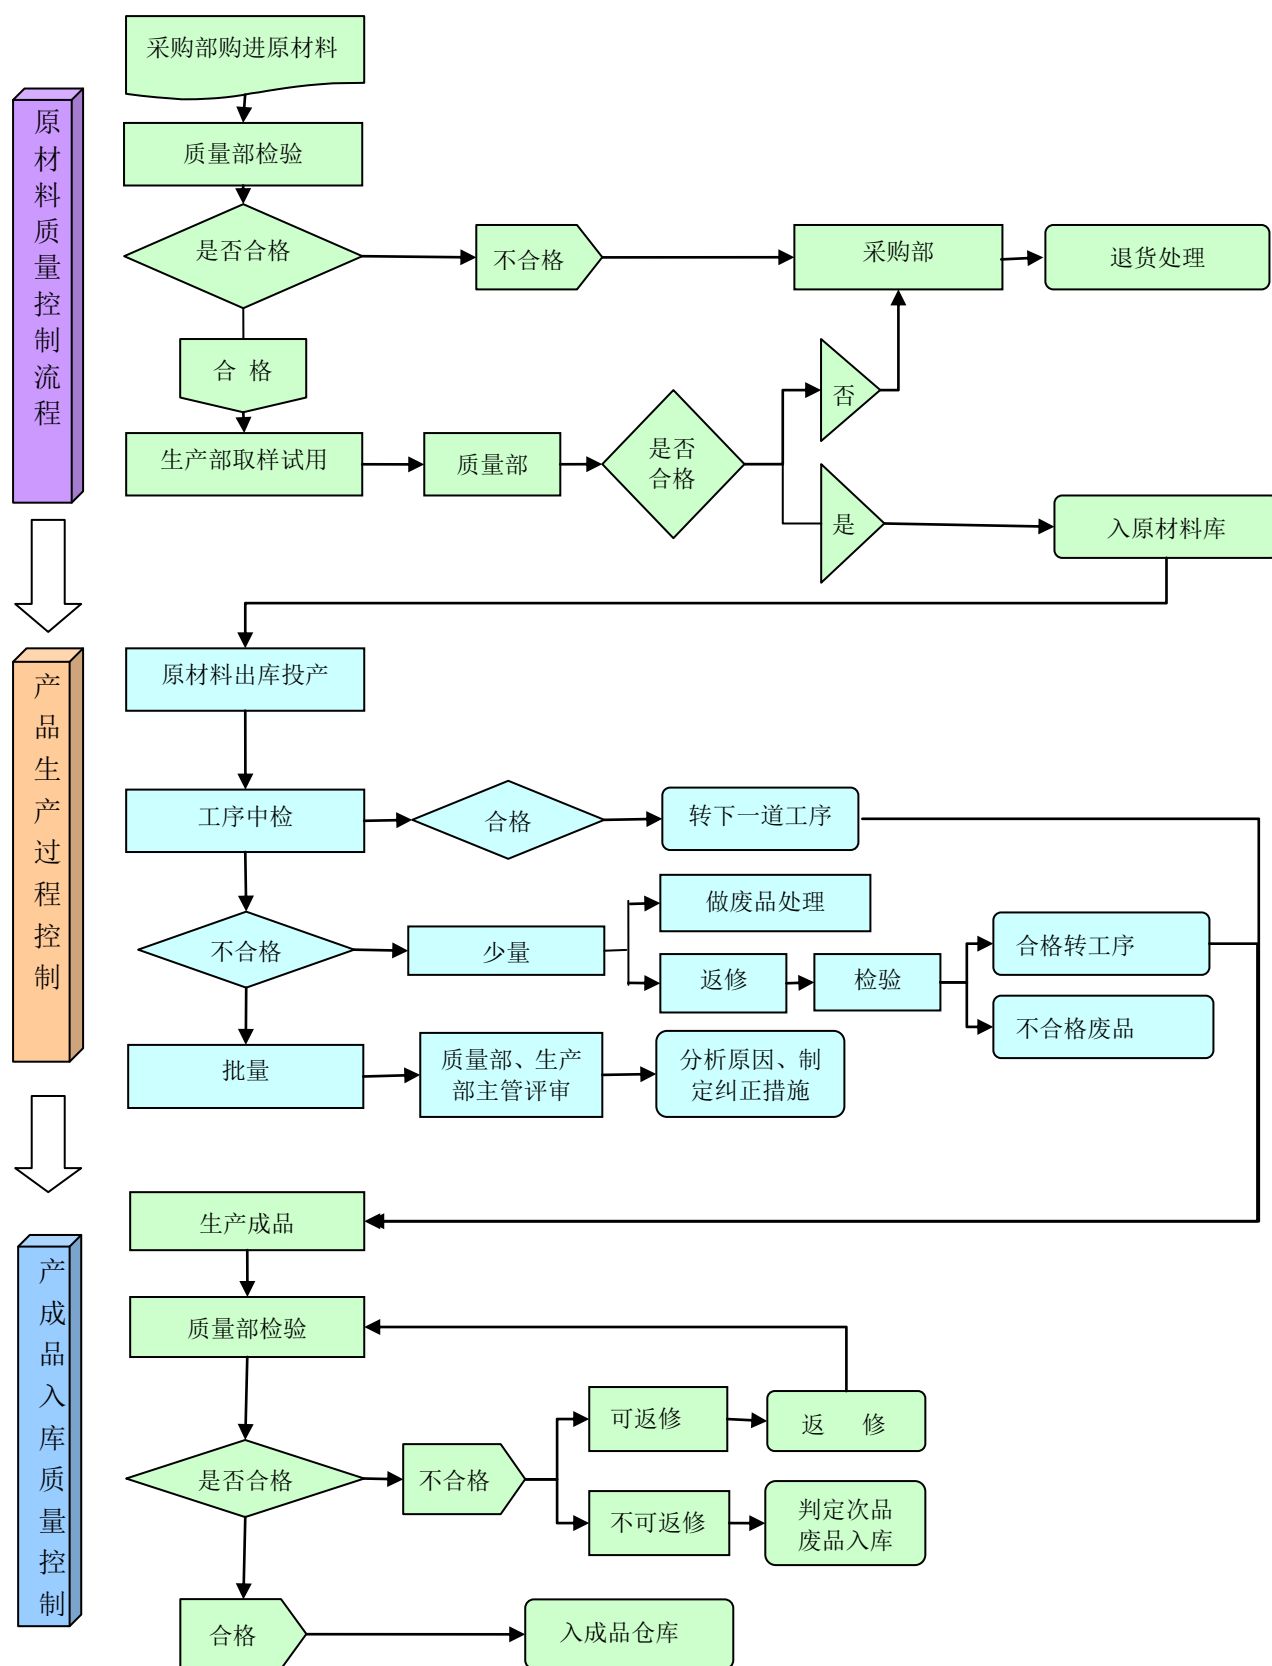 采购部购进原材料
原材料质量控制流程
质量部检验
是否合格
不合格
采购部
退货处理
合 格
否
生产部取样试用
质量部
是否
合格
是
入原材料库
产品生产过程控制
原材料出库投产
工序中检
合格
转下一道工序
做废品处理
不合格
少量
返修
检验
合格转工序
不合格废品
批量
质量部、生产
部主管评审
分析原因、制
定纠正措施
产成品入库质量控制
生产成品
质量部检验
是否合格
不合格
可返修
返 修
不可返修
判定次品
废品入库
合格
入成品仓库